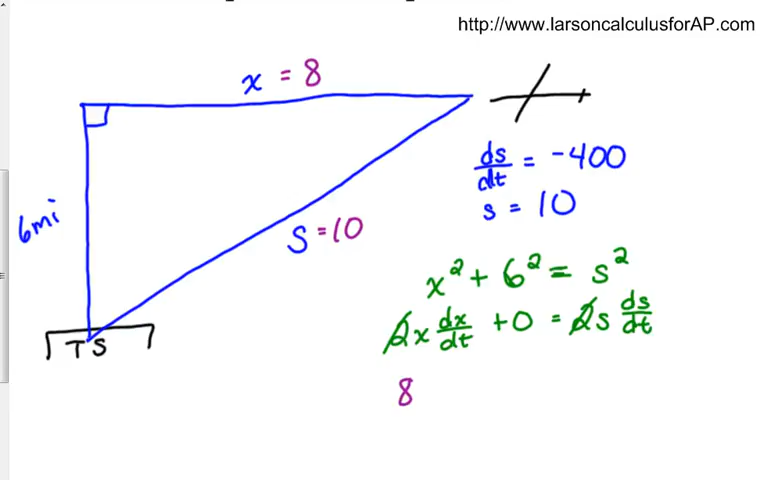 http://www.larsoncalculusforAP.com
x = 8
ds/dt = -400
s = 10
6mi
S = 10
x² + 6² = s²
2x dx/dt + 0 = 2s ds/dt
TS
8